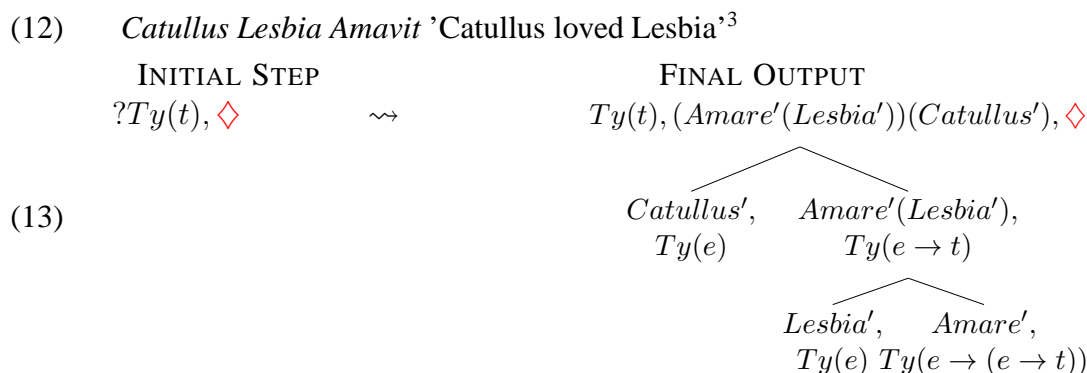 (12) Catullus Lesbia Amavit ’Catullus loved Lesbia’³
INITIAL STEP FINAL OUTPUT
?Ty(t), ♢ ⇝ Ty(t), (Amare′(Lesbia′))(Catullus′), ♢
(13) Catullus′, Amare′(Lesbia′),
Ty(e) Ty(e → t)
Lesbia′, Amare′,
Ty(e) Ty(e → (e → t))